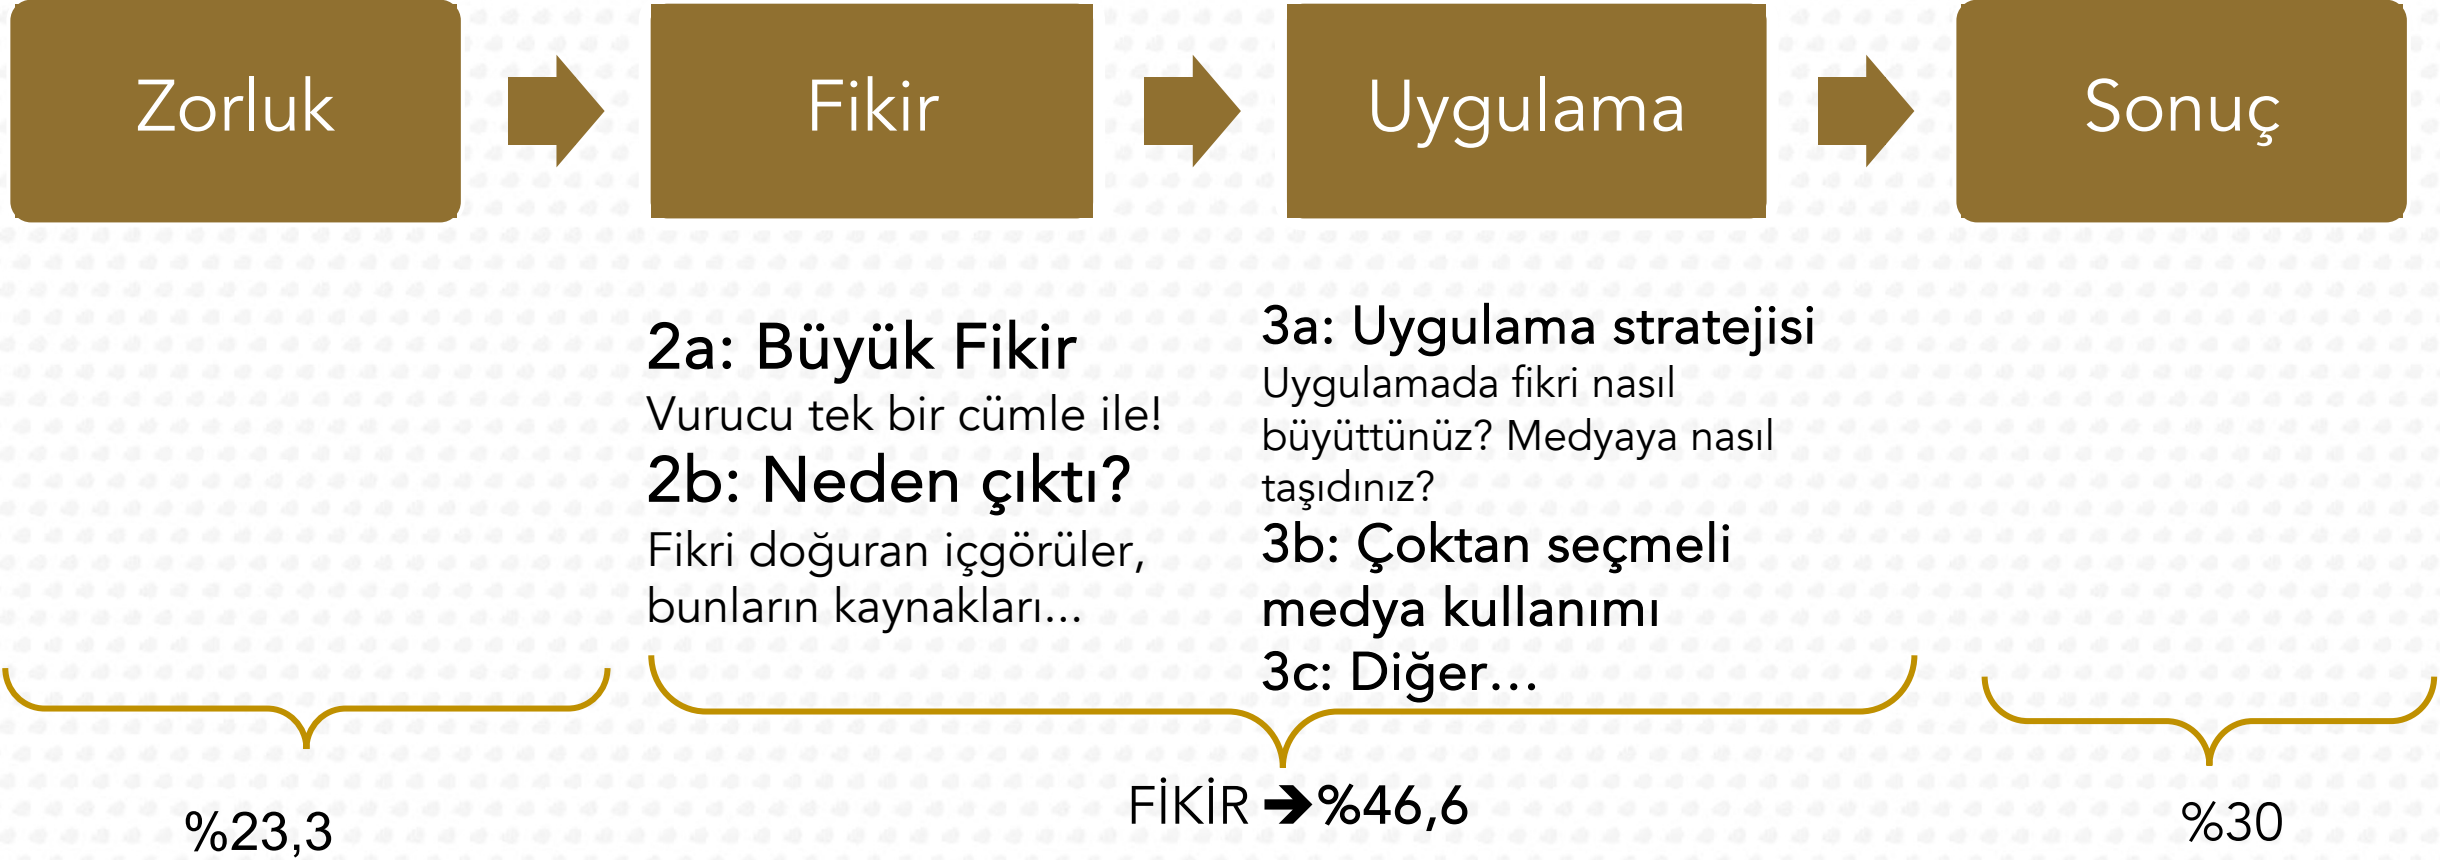 Zorluk
Fikir
Uygulama
Sonuç
2a: Büyük Fikir
Vurucu tek bir cümle ile!
2b: Neden çıktı?
Fikri doğuran içgörüler,
bunların kaynakları...
3a: Uygulama stratejisi
Uygulamada fikri nasıl
büyüttünüz? Medyaya nasıl
taşıdınız?
3b: Çoktan seçmeli
medya kullanımı
3c: Diğer...
%23,3
FİKİR ➔%46,6
%30